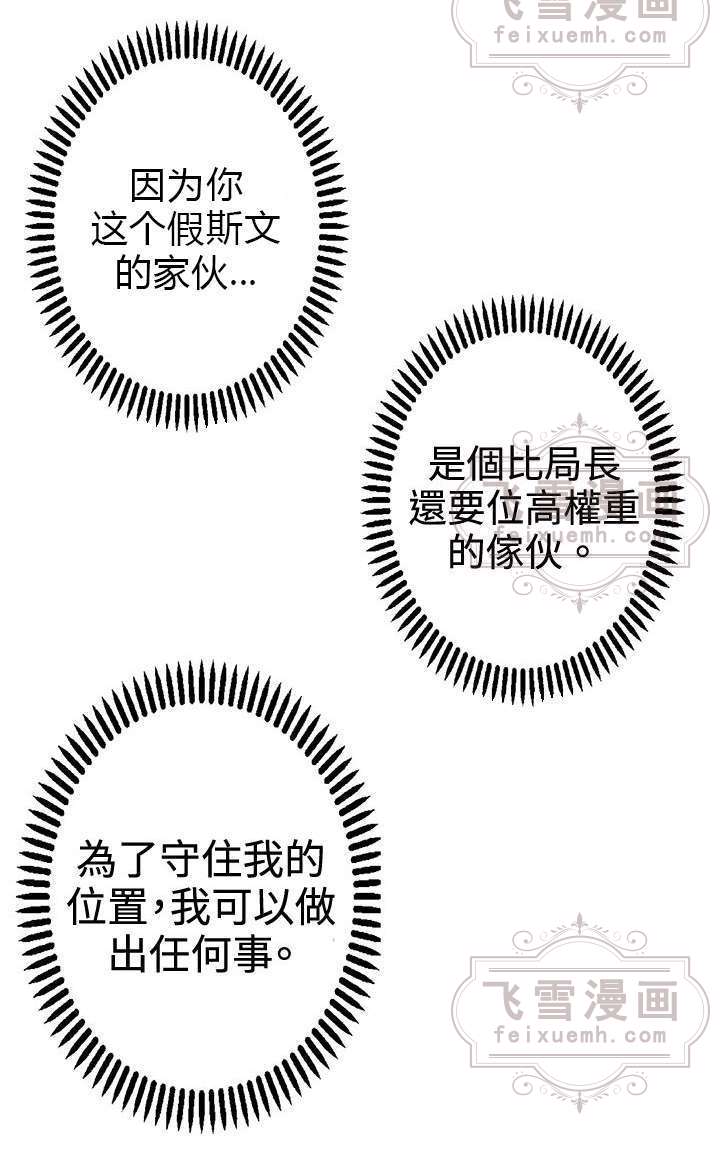 飞雪漫画
feixuemh.com
因为你
这个假斯文
的家伙...
是個比局長
還要位高權重
的傢伙。
飞雪漫画
feixuemh.com
為了守住我的
位置,我可以做
出任何事。
飞雪漫画
feixuemh.com